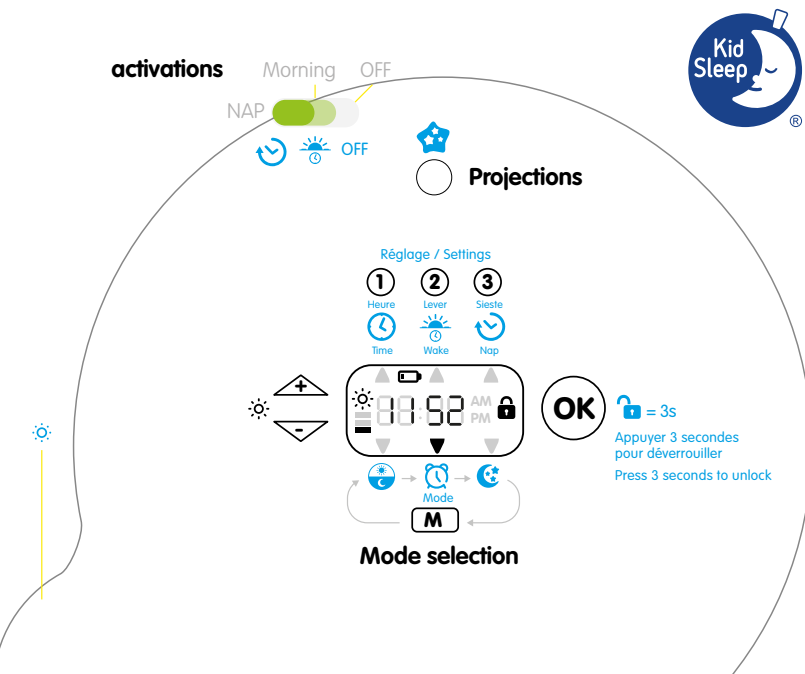 Kid
Sleep
®
activations
Morning OFF
NAP
OFF
Projections
Réglage / Settings
1 2 3
Heure Lever Sieste
Time Wake Nap
+
-
11:52
AM
PM
OK
= 3s
Appuyer 3 secondes
pour déverrouiller
Press 3 seconds to unlock
Mode
M
Mode selection